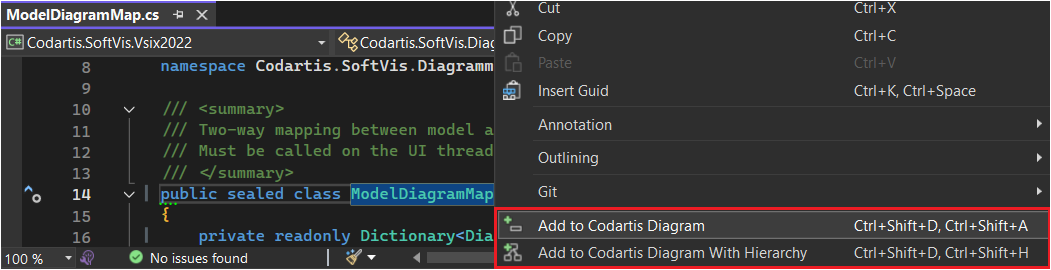 ModelDiagramMap.cs
Codartis.SoftVis.Vsix2022
Codartis.SoftVis.Dia
8 namespace Codartis.SoftVis.Diagramm
9
10 /// <summary>
11 /// Two-way mapping between model a
12 /// Must be called on the UI thread
13 /// </summary>
14 public sealed class ModelDiagramMap
15 {
16 private readonly Dictionary<Dia
100 %
No issues found
Cut Ctrl+X
Copy Ctrl+C
Paste Ctrl+V
Insert Guid Ctrl+K, Ctrl+Space
Annotation
Outlining
Git
Add to Codartis Diagram Ctrl+Shift+D, Ctrl+Shift+A
Add to Codartis Diagram With Hierarchy Ctrl+Shift+D, Ctrl+Shift+H